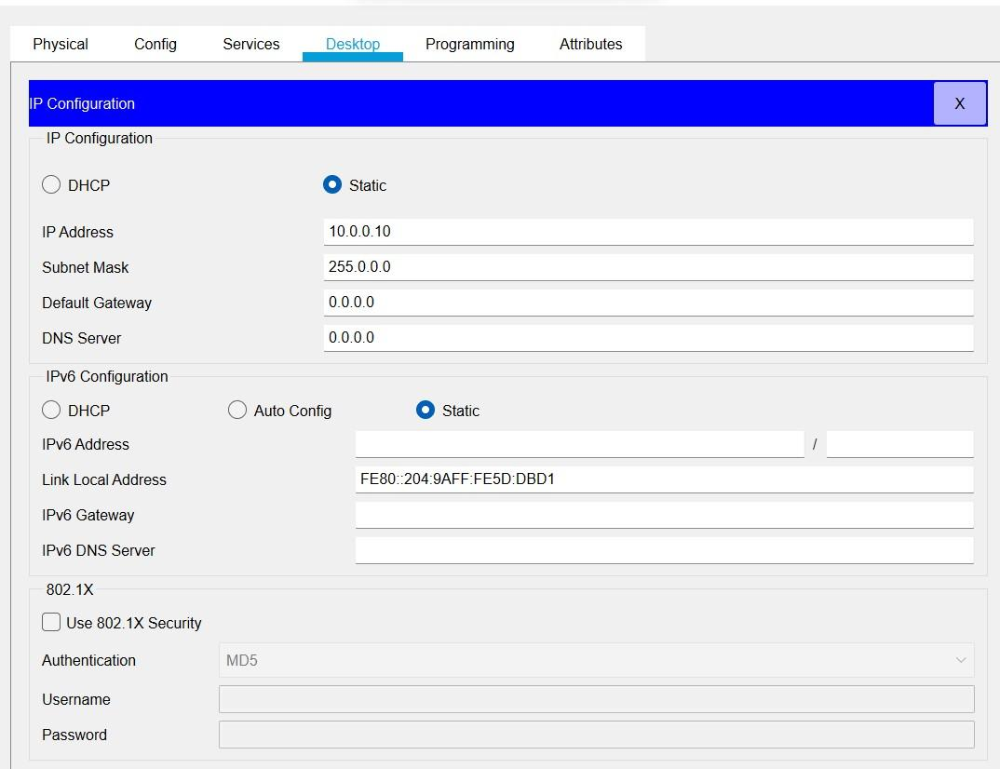 Physical Config Services Desktop Programming Attributes
IP Configuration X
IP Configuration
DHCP Static
IP Address 10.0.0.10
Subnet Mask 255.0.0.0
Default Gateway 0.0.0.0
DNS Server 0.0.0.0
IPv6 Configuration
DHCP Auto Config Static
IPv6 Address /
Link Local Address FE80::204:9AFF:FE5D:DBD1
IPv6 Gateway
IPv6 DNS Server
802.1X
Use 802.1X Security
Authentication MD5
Username
Password